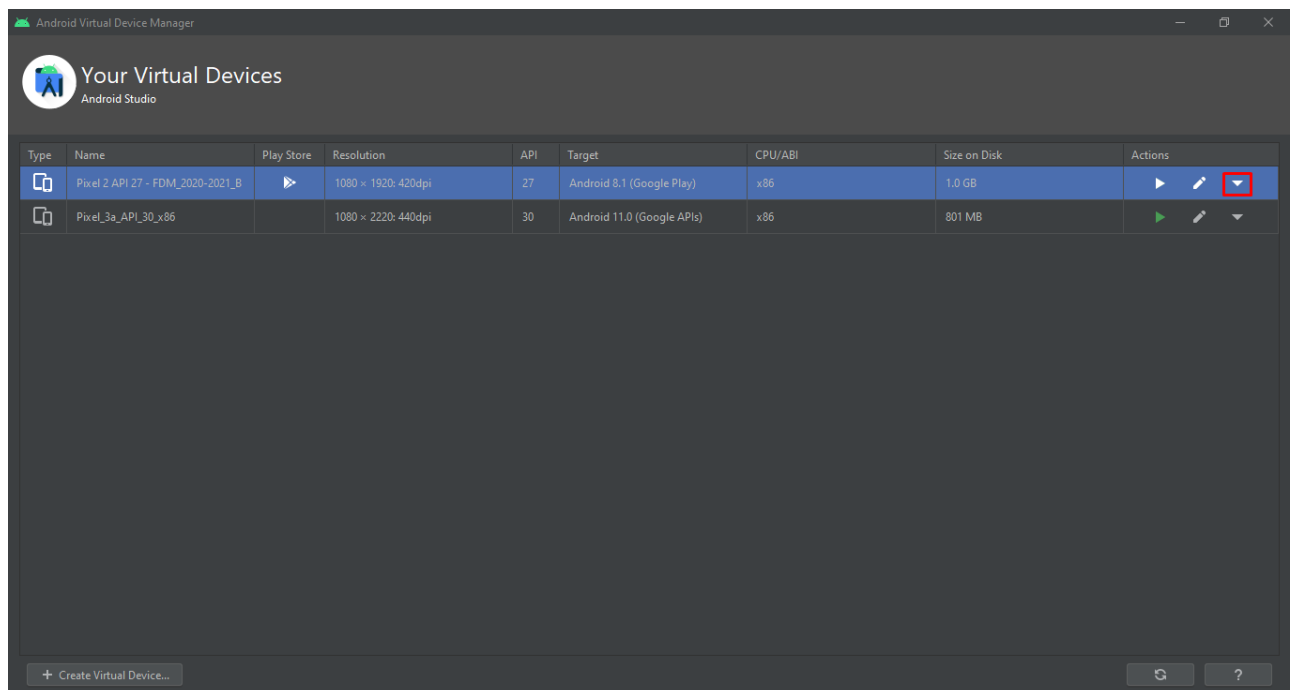 Android Virtual Device Manager
Your Virtual Devices
Android Studio
Type Name Play Store Resolution API Target CPU/ABI Size on Disk Actions
Pixel 2 API 27 - FDM_2020-2021_B 1080 × 1920: 420dpi 27 Android 8.1 (Google Play) x86 1.0 GB
Pixel_3a_API_30_x86 1080 × 2220: 440dpi 30 Android 11.0 (Google APIs) x86 801 MB
+ Create Virtual Device... ?